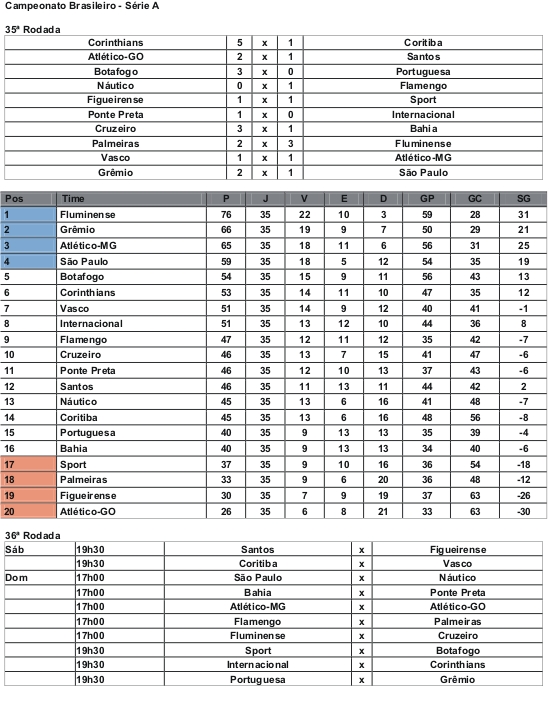 Campeonato Brasileiro - Série A
35ª Rodada
Corinthians 5 x 1 Coritiba
Atlético-GO 2 x 1 Santos
Botafogo 3 x 0 Portuguesa
Náutico 0 x 1 Flamengo
Figueirense 1 x 1 Sport
Ponte Preta 1 x 0 Internacional
Cruzeiro 3 x 1 Bahia
Palmeiras 2 x 3 Fluminense
Vasco 1 x 1 Atlético-MG
Grêmio 2 x 1 São Paulo
Pos Time P J V E D GP GC SG
1 Fluminense 76 35 22 10 3 59 28 31
2 Grêmio 66 35 19 9 7 50 29 21
3 Atlético-MG 65 35 18 11 6 56 31 25
4 São Paulo 59 35 18 5 12 54 35 19
5 Botafogo 54 35 15 9 11 56 43 13
6 Corinthians 53 35 14 11 10 47 35 12
7 Vasco 51 35 14 9 12 40 41 -1
8 Internacional 51 35 13 12 10 44 36 8
9 Flamengo 47 35 12 11 12 35 42 -7
10 Cruzeiro 46 35 13 7 15 41 47 -6
11 Ponte Preta 46 35 12 10 13 37 43 -6
12 Santos 46 35 11 13 11 44 42 2
13 Náutico 45 35 13 6 16 41 48 -7
14 Coritiba 45 35 13 6 16 48 56 -8
15 Portuguesa 40 35 9 13 13 35 39 -4
16 Bahia 40 35 9 13 13 34 40 -6
17 Sport 37 35 9 10 16 36 54 -18
18 Palmeiras 33 35 9 6 20 36 48 -12
19 Figueirense 30 35 7 9 19 37 63 -26
20 Atlético-GO 26 35 6 8 21 33 63 -30
36ª Rodada
Sáb 19h30 Santos x Figueirense
19h30 Coritiba x Vasco
Dom 17h00 São Paulo x Náutico
17h00 Bahia x Ponte Preta
17h00 Atlético-MG x Atlético-GO
17h00 Flamengo x Palmeiras
17h00 Fluminense x Cruzeiro
19h30 Sport x Botafogo
19h30 Internacional x Corinthians
19h30 Portuguesa x Grêmio